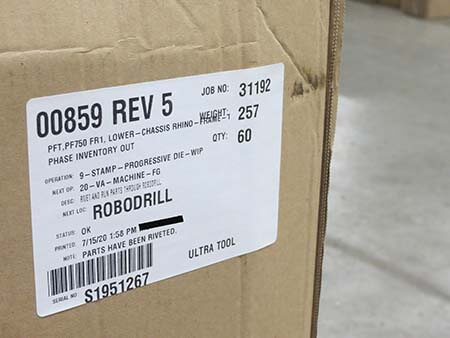 00859 REV 5
JOB NO: 31192
PFT,PF750 FR1, LOWER-CHASSIS RHINO-FRAME-1
WEIGHT: 257
PHASE INVENTORY OUT
QTY: 60
OPERATION: 9-STAMP-PROGRESSIVE DIE-WIP
NEXT OP: 20-VA-MACHINE-FG
DESC: RIVET AND RUN PARTS THROUGH ROBODRILL
NEXT LOC: ROBODRILL
STATUS: OK
PRINTED: 7/15/20 1:58 PM
NOTE: PARTS HAVE BEEN RIVETED.
ULTRA TOOL
SERIAL NO S1951267